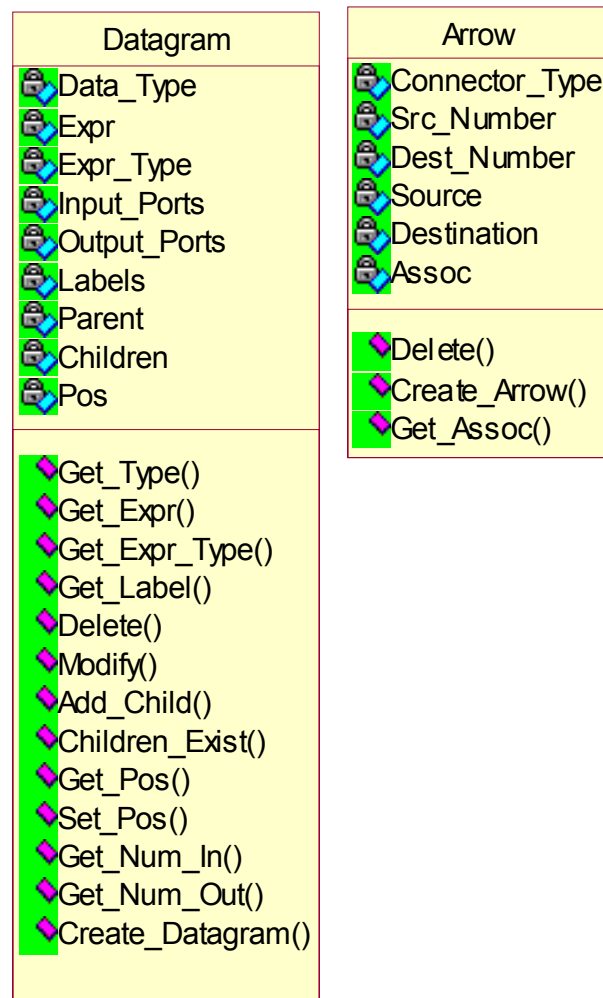 Datagram
Data_Type
Expr
Expr_Type
Input_Ports
Output_Ports
Labels
Parent
Children
Pos
Get_Type()
Get_Expr()
Get_Expr_Type()
Get_Label()
Delete()
Modify()
Add_Child()
Children_Exist()
Get_Pos()
Set_Pos()
Get_Num_In()
Get_Num_Out()
Create_Datagram()
Arrow
Connector_Type
Src_Number
Dest_Number
Source
Destination
Assoc
Delete()
Create_Arrow()
Get_Assoc()